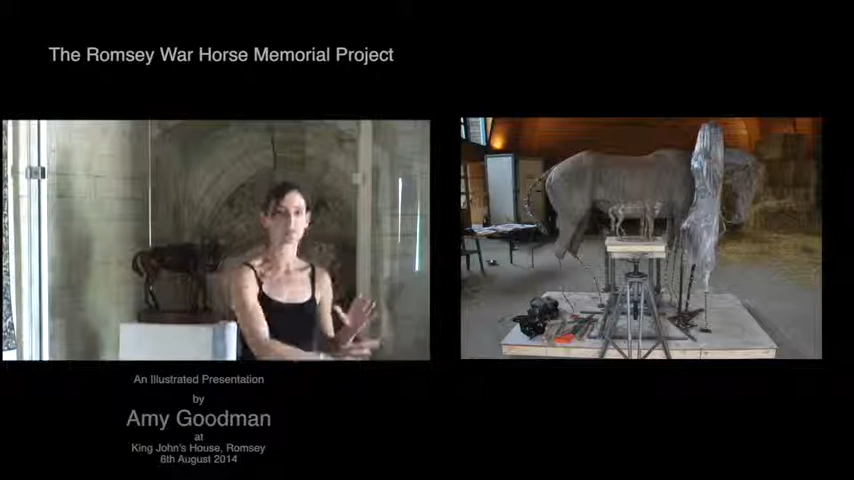 The Romsey War Horse Memorial Project
An Illustrated Presentation
by
Amy Goodman
at
King John's House, Romsey
6th August 2014